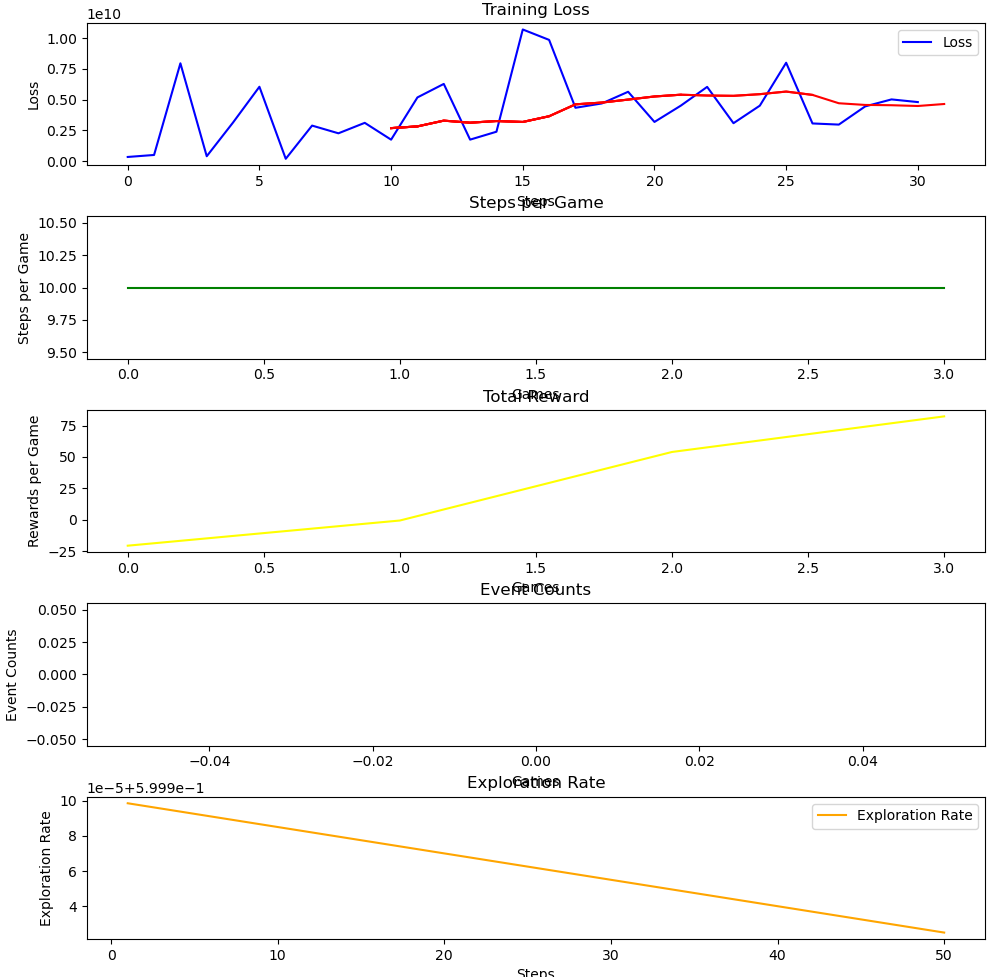 Training Loss
1e10
Loss
1.00
0.75
0.50
0.25
0.00
Loss
0 5 10 15 20 25 30
Steps
Steps per Game
10.50
10.25
10.00
9.75
9.50
Steps per Game
0.0 0.5 1.0 1.5 2.0 2.5 3.0
Games
Total Reward
75
50
25
0
−25
Rewards per Game
0.0 0.5 1.0 1.5 2.0 2.5 3.0
Games
Event Counts
0.050
0.025
0.000
−0.025
−0.050
Event Counts
−0.04 −0.02 0.00 0.02 0.04
Games
Exploration Rate
1e−5+5.999e−1
Exploration Rate
10
8
6
4
Exploration Rate
0 10 20 30 40 50
Steps